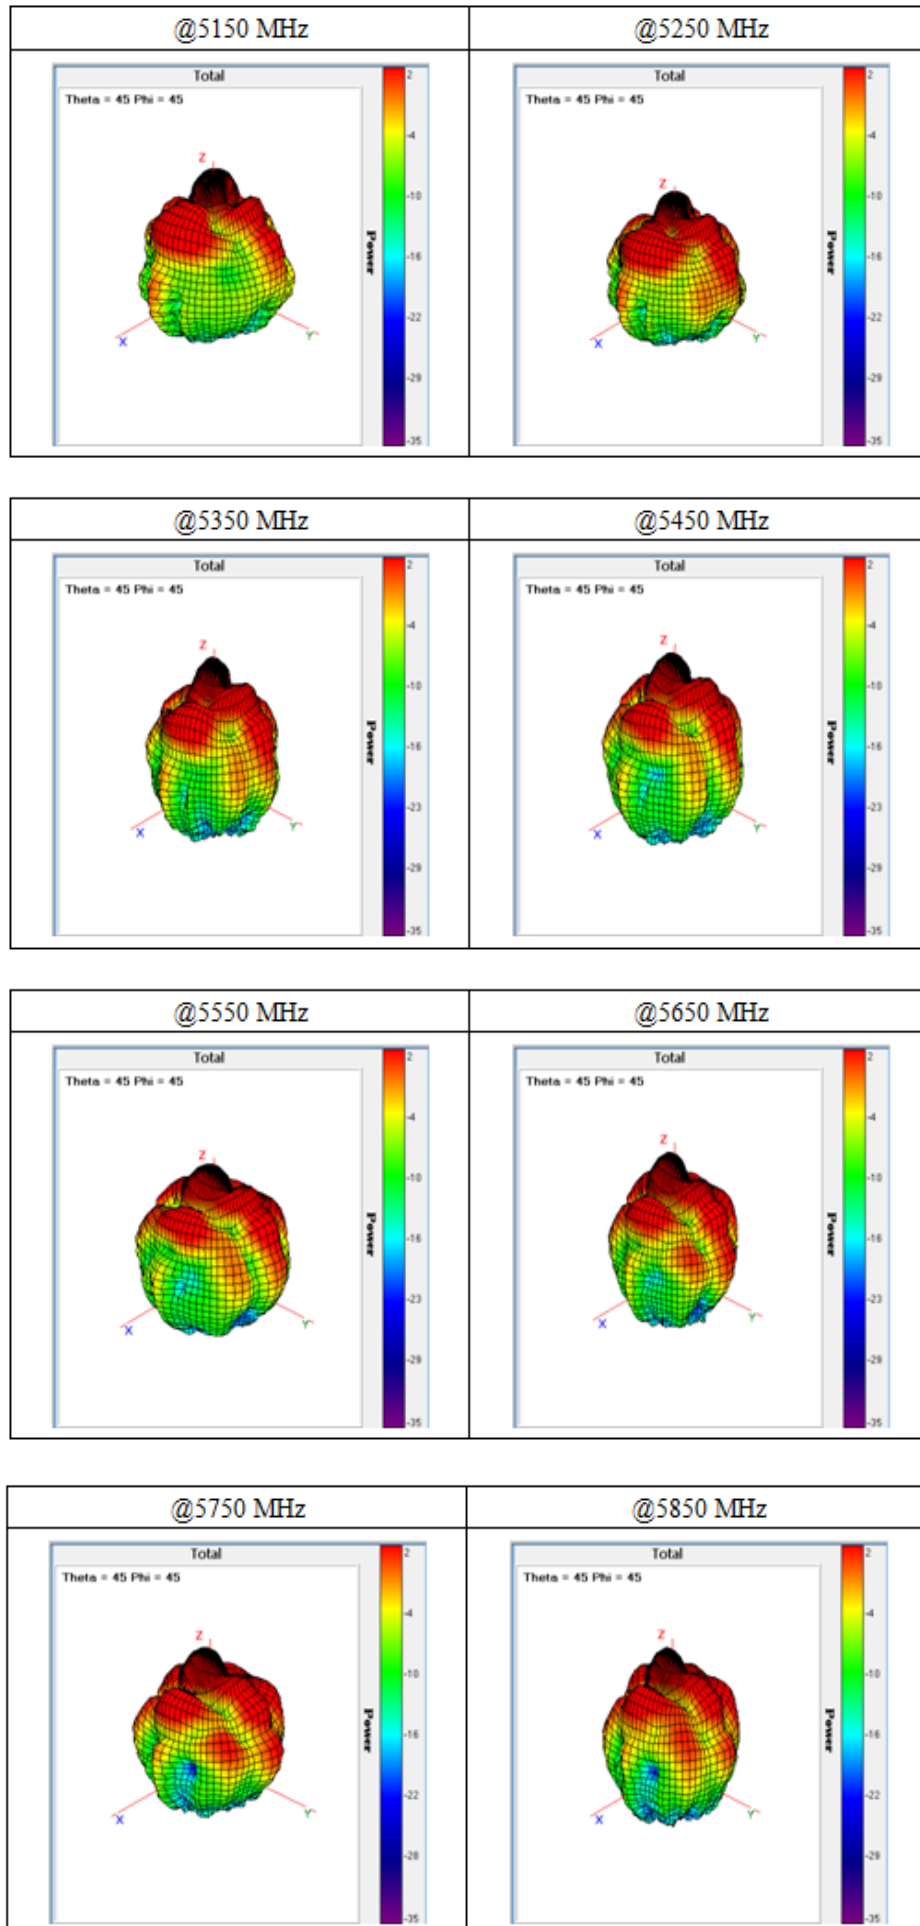 @5150 MHz
@5250 MHz
Total
Total
Theta = 45 Phi = 45
Theta = 45 Phi = 45
2
-4
-10
-16
-22
-29
-35
2
-4
-10
-16
-22
-29
-35
Power
Power
Z
X
Y
Z
X
Y
@5350 MHz
@5450 MHz
Total
Total
Theta = 45 Phi = 45
Theta = 45 Phi = 45
2
-4
-10
-16
-23
-29
-35
2
-4
-10
-16
-23
-29
-35
Power
Power
Z
X
Y
Z
X
Y
@5550 MHz
@5650 MHz
Total
Total
Theta = 45 Phi = 45
Theta = 45 Phi = 45
2
-4
-10
-16
-23
-29
-35
2
-4
-10
-16
-23
-29
-35
Power
Power
Z
X
Y
Z
X
Y
@5750 MHz
@5850 MHz
Total
Total
Theta = 45 Phi = 45
Theta = 45 Phi = 45
2
-4
-10
-16
-22
-29
-35
2
-4
-10
-16
-22
-28
-35
Power
Power
Z
X
Y
Z
X
Y